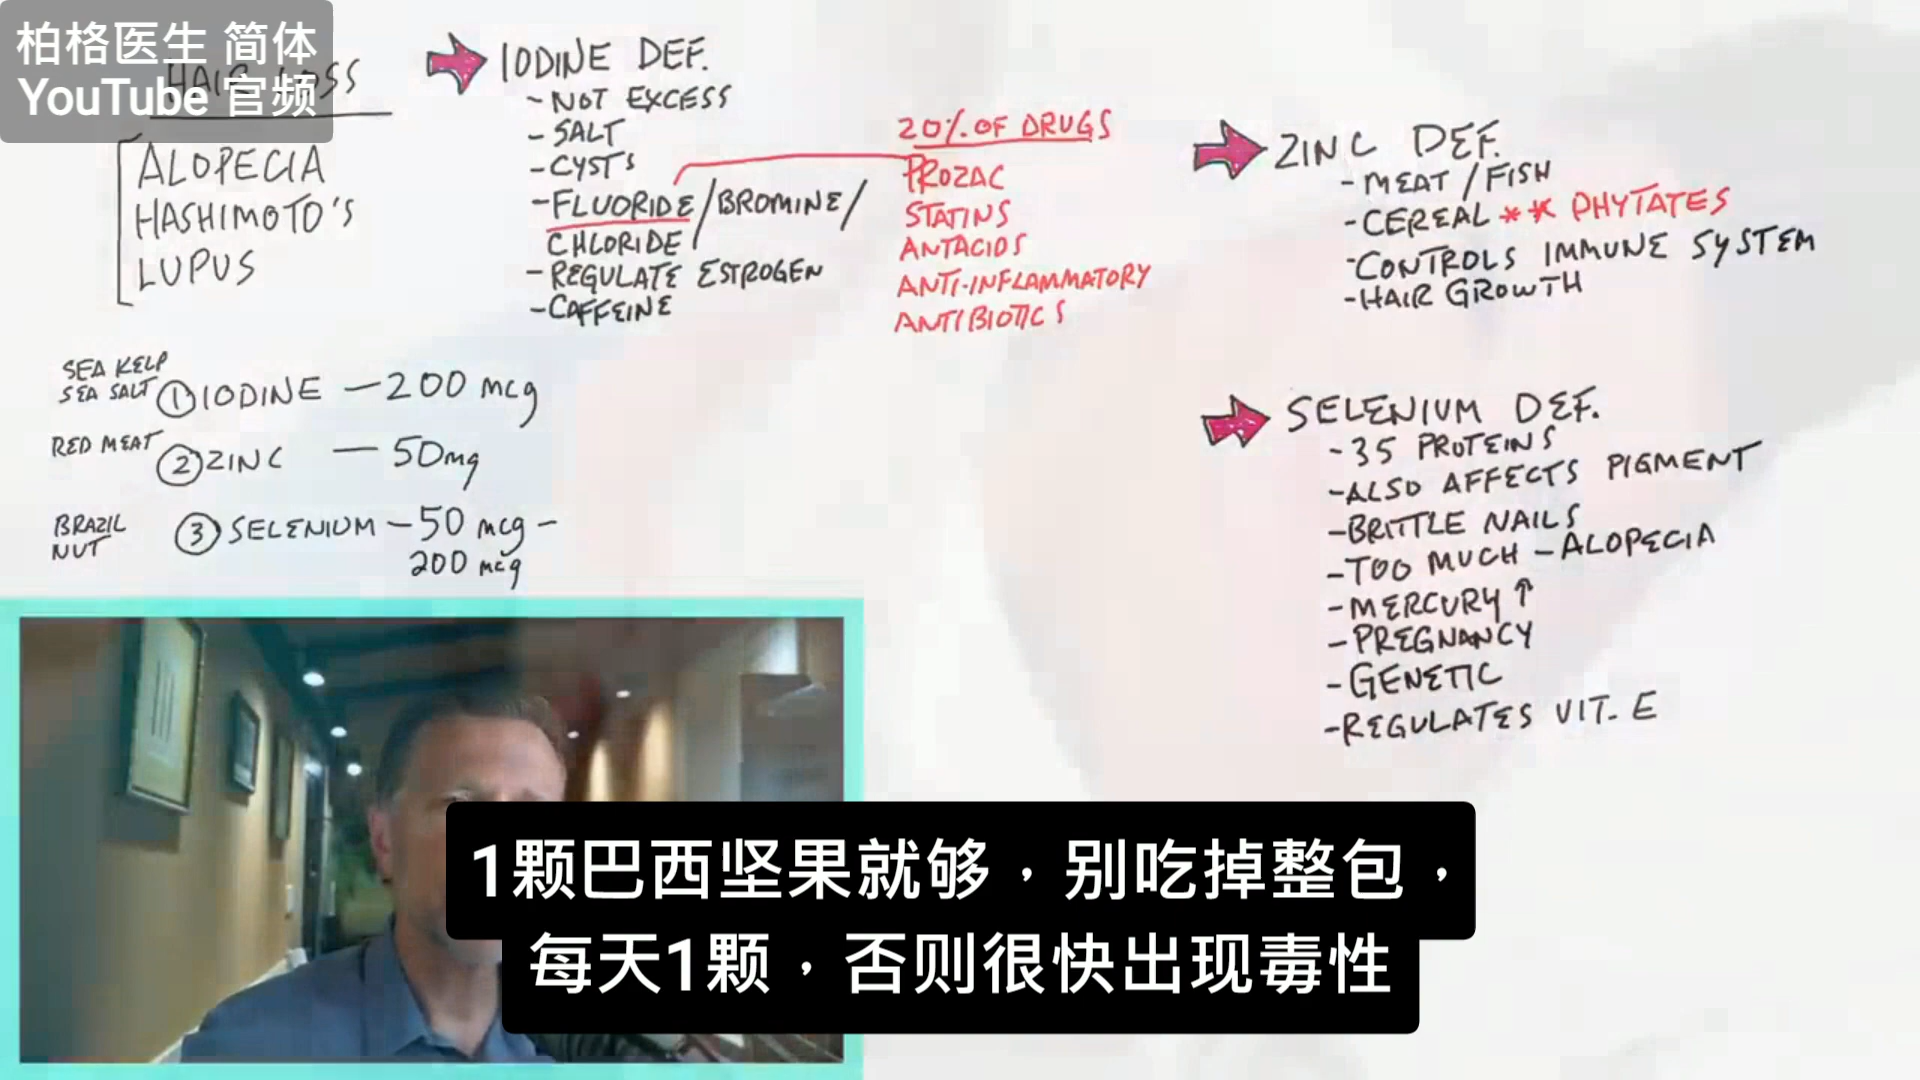 柏格医生 简体
YouTube 官频
HAIR LOSS
ALOPECIA
HASHIMOTO'S
LUPUS
IODINE DEF.
- NOT EXCESS
- SALT
- CYSTS
- FLUORIDE/BROMINE/
CHLORIDE
- REGULATE ESTROGEN
- CAFFEINE
20% OF DRUGS
PROZAC
STATINS
ANTACIDS
ANTI-INFLAMMATORY
ANTIBIOTICS
ZINC DEF.
- MEAT/FISH
- CEREAL ** PHYTATES
- CONTROLS IMMUNE SYSTEM
- HAIR GROWTH
SEA KELP
SEA SALT ① IODINE — 200 mcg
RED MEAT ② ZINC — 50mg
BRAZIL
NUT ③ SELENIUM — 50 mcg -
200 mcg
SELENIUM DEF.
- 35 PROTEINS
- ALSO AFFECTS PIGMENT
- BRITTLE NAILS
- TOO MUCH - ALOPECIA
- MERCURY ↑
- PREGNANCY
- GENETIC
- REGULATES VIT. E
1颗巴西坚果就够，别吃掉整包，
每天1颗，否则很快出现毒性